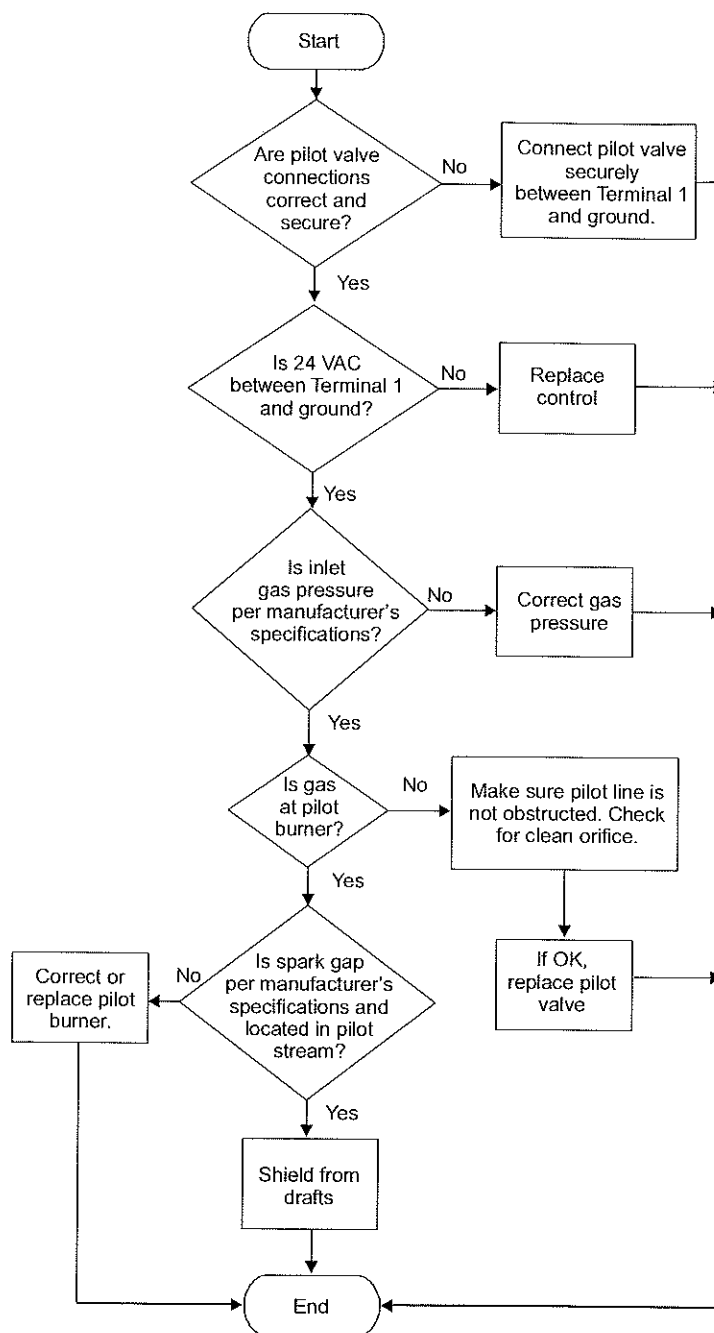 Start
Are pilot valve
connections
correct and
secure?
No
Connect pilot valve
securely
between Terminal 1
and ground.
Yes
Is 24 VAC
between Terminal 1
and ground?
No
Replace
control
Yes
Is inlet
gas pressure
per manufacturer's
specifications?
No
Correct gas
pressure
Yes
Is gas
at pilot
burner?
No
Make sure pilot line is
not obstructed. Check
for clean orifice.
If OK,
replace pilot
valve
Yes
Is spark gap
per manufacturer's
specifications and
located in pilot
stream?
No
Correct or
replace pilot
burner.
Yes
Shield from
drafts
End